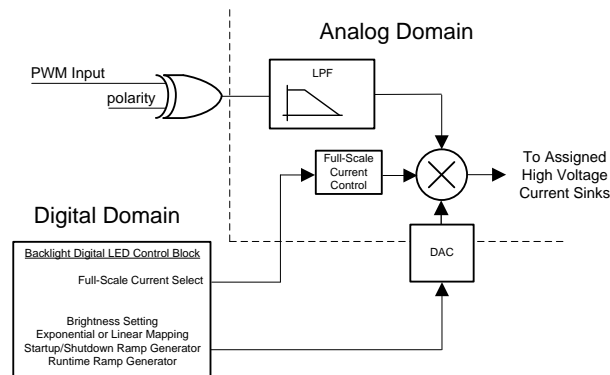 Analog Domain
PWM Input
polarity
LPF
Full-Scale
Current
Control
To Assigned
High Voltage
Current Sinks
Digital Domain
Backlight Digital LED Control Block
Full-Scale Current Select
DAC
Brightness Setting
Exponential or Linear Mapping
Startup/Shutdown Ramp Generator
Runtime Ramp Generator